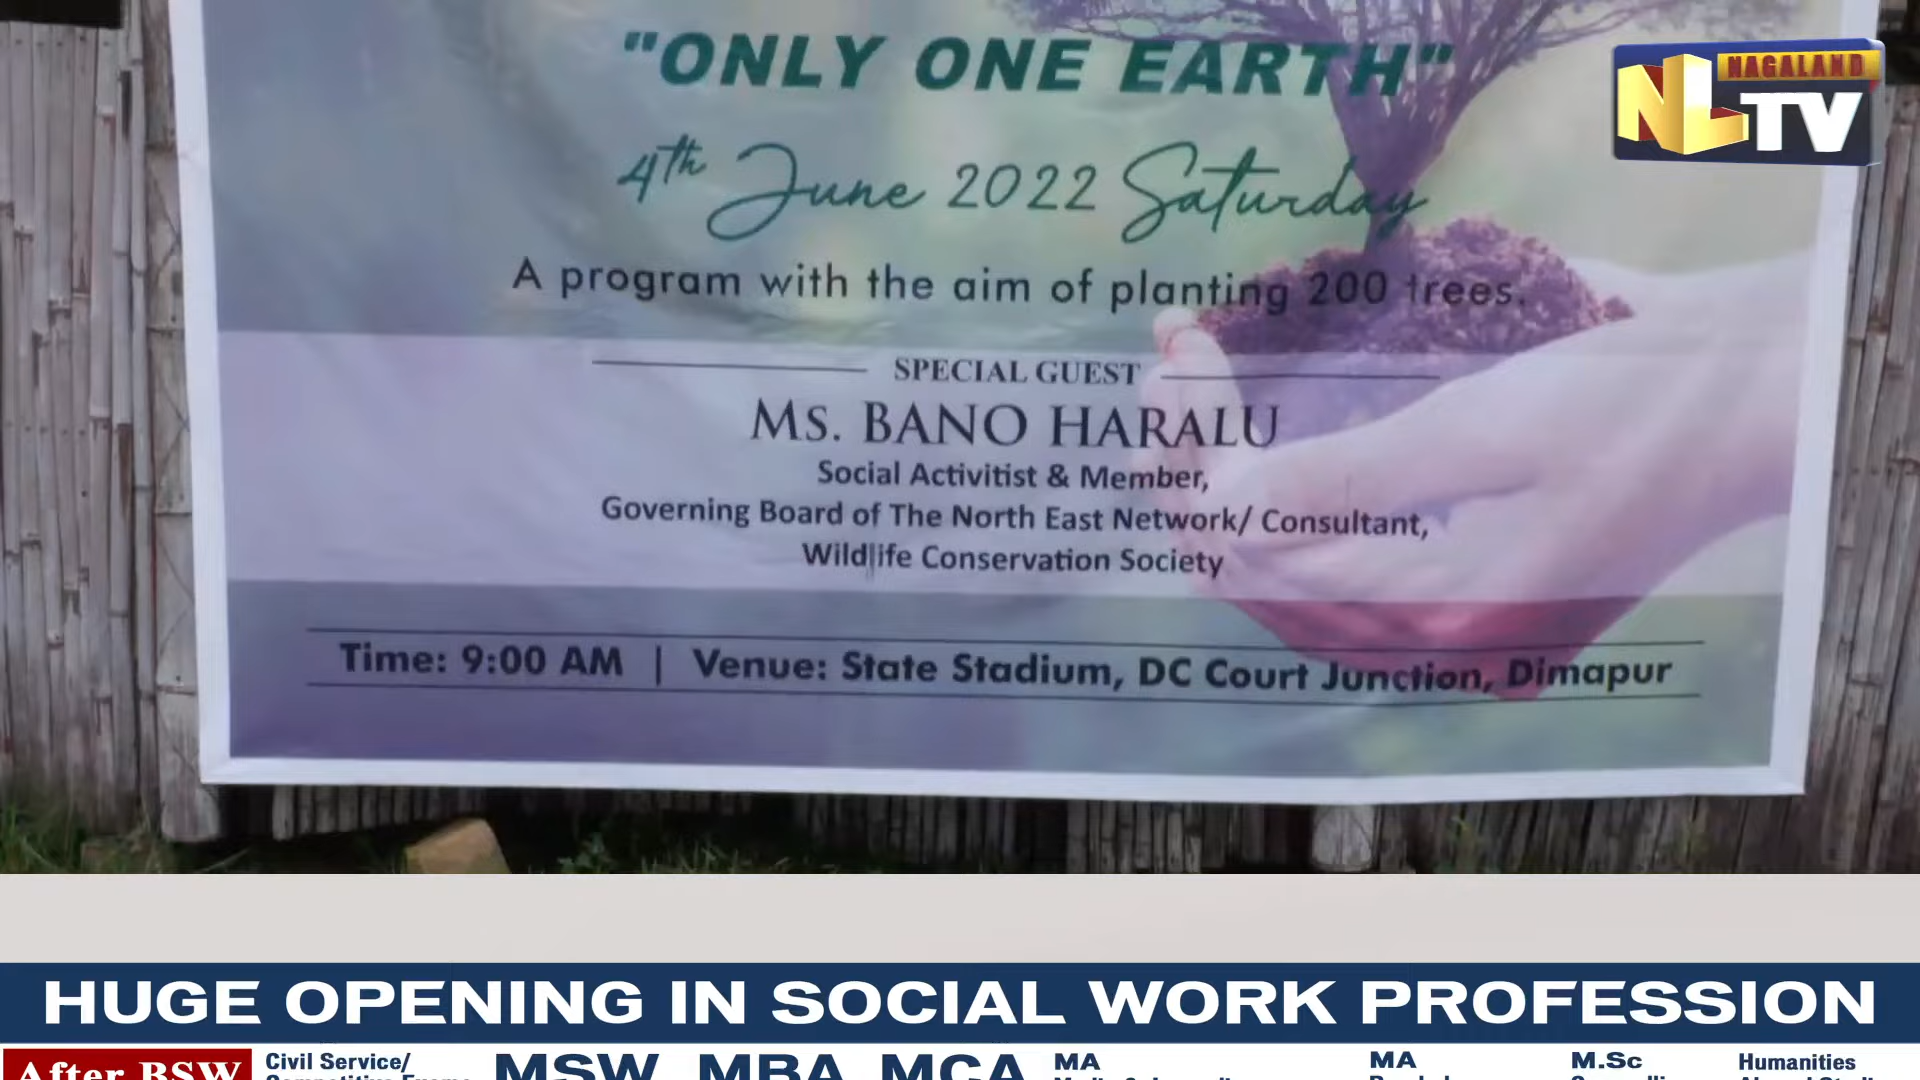 "ONLY ONE EARTH"
NAGALAND
NLTV
4th June 2022 Saturday
A program with the aim of planting 200 trees.
SPECIAL GUEST
Ms. BANO HARALU
Social Activitist & Member,
Governing Board of The North East Network/ Consultant,
Wildlife Conservation Society
Time: 9:00 AM | Venue: State Stadium, DC Court Junction, Dimapur
HUGE OPENING IN SOCIAL WORK PROFESSION
After BSW
Civil Service/
MSW MBA MCA
MA
MA
M.Sc
Humanities